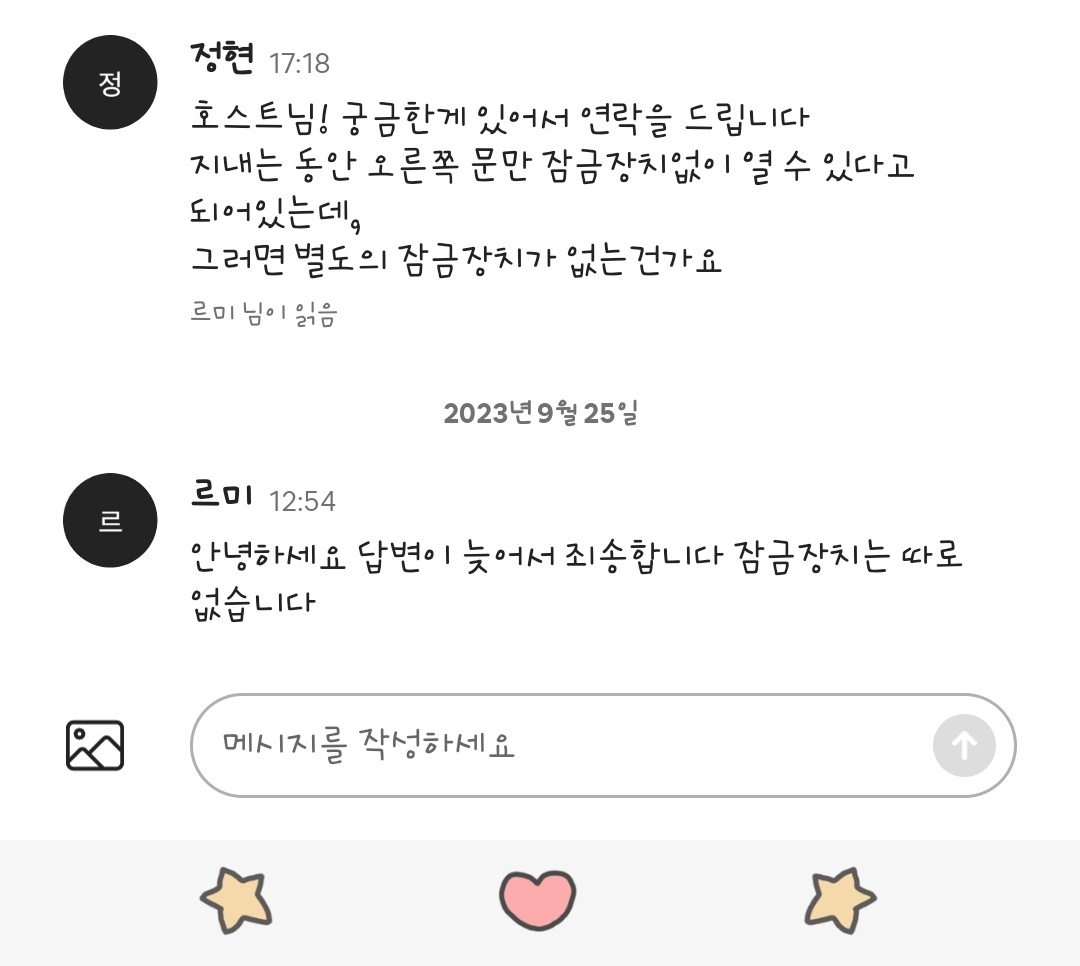 정
정현 17:18
호스트님! 궁금한게 있어서 연락을 드립니다
지내는 동안 오른쪽 문만 잠금장치없이 열 수 있다고
되어있는데,
그러면 별도의 잠금장치가 없는건가요
르미 님이 읽음
2023년 9월 25일
르
르미 12:54
안녕하세요 답변이 늦어서 죄송합니다 잠금장치는 따로
없습니다
메시지를 작성하세요